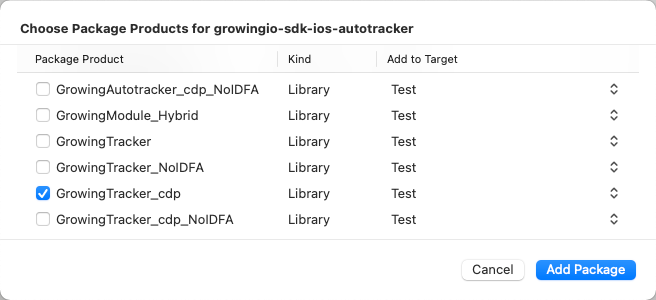 Choose Package Products for growingio-sdk-ios-autotracker
Package Product Kind Add to Target
GrowingAutotracker_cdp_NoIDFA Library Test
GrowingModule_Hybrid Library Test
GrowingTracker Library Test
GrowingTracker_NoIDFA Library Test
GrowingTracker_cdp Library Test
GrowingTracker_cdp_NoIDFA Library Test
Cancel Add Package